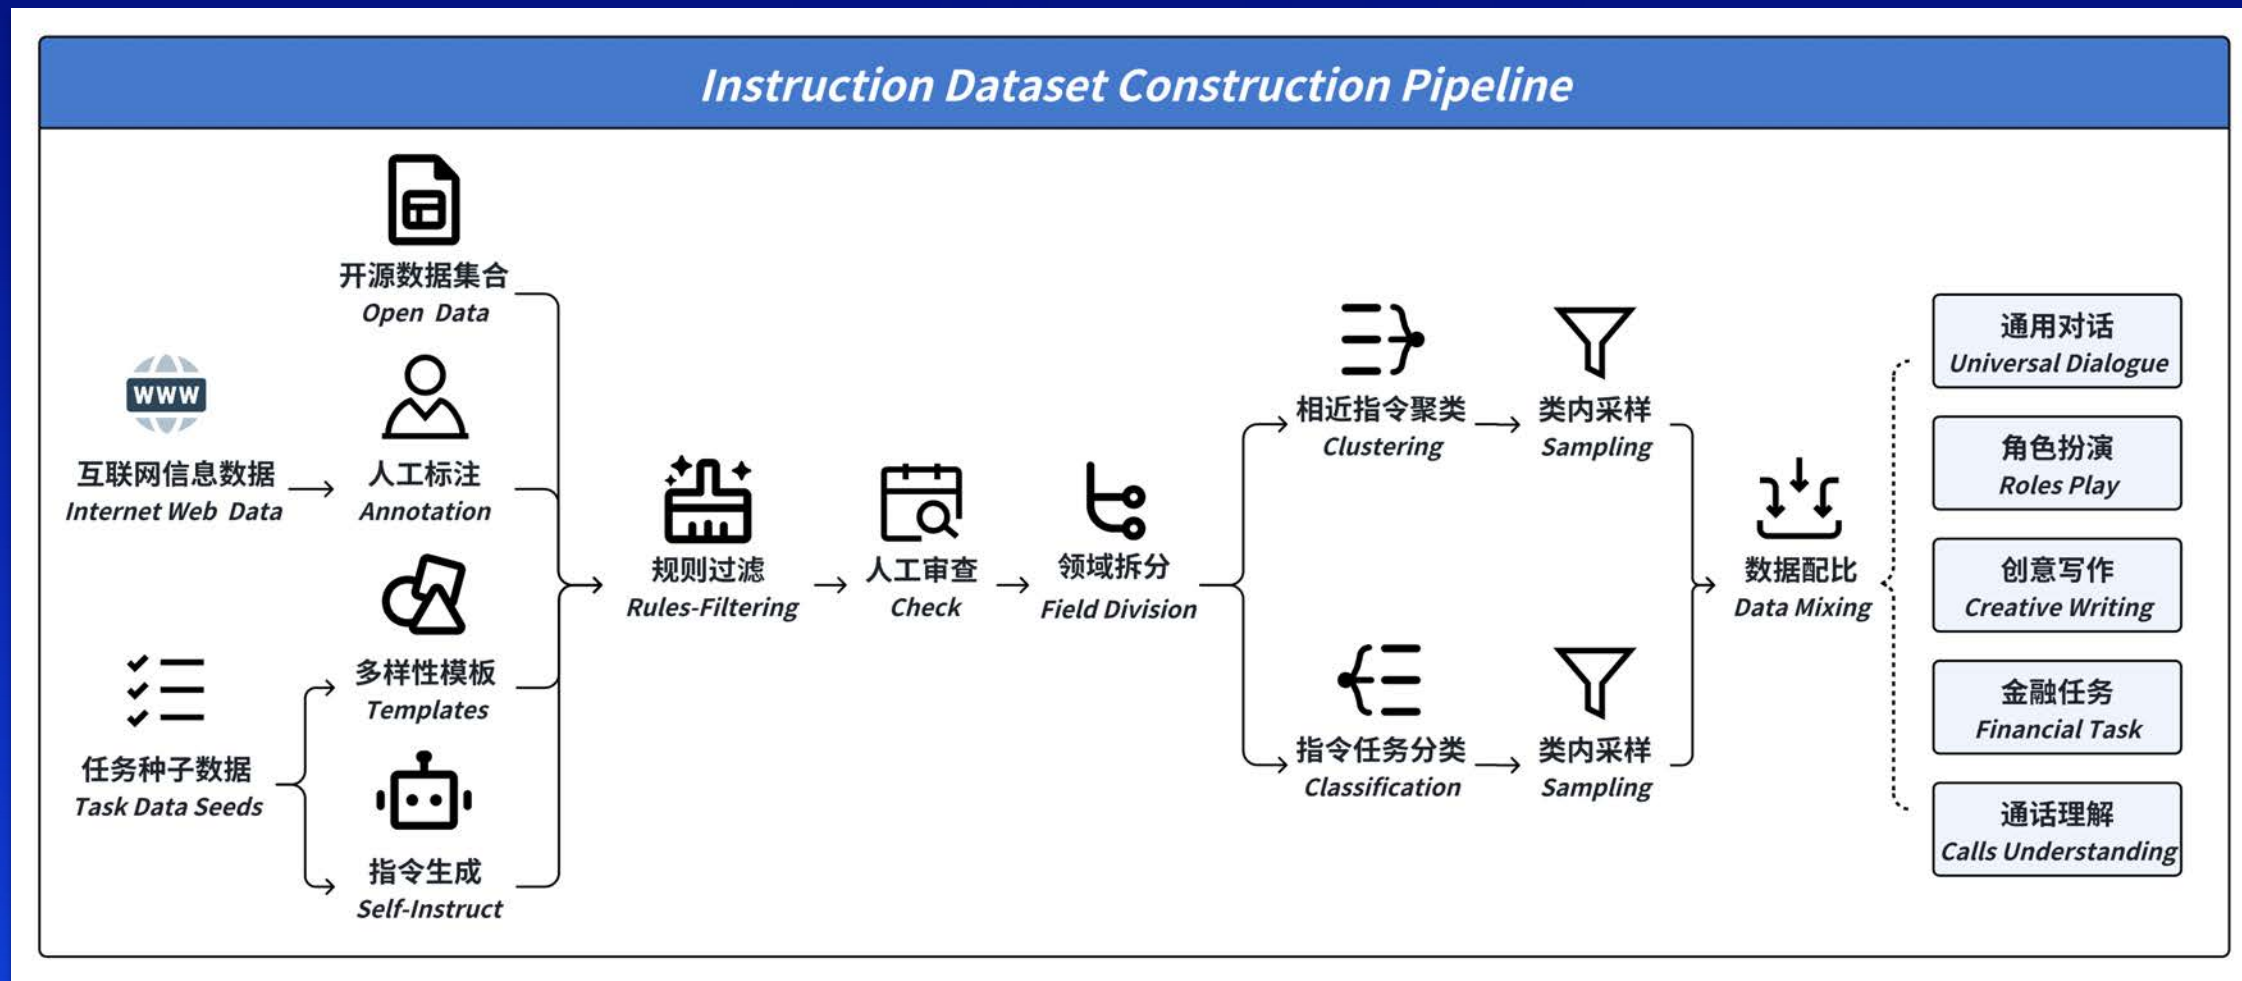 Instruction Dataset Construction Pipeline
开源数据集合
Open Data
WWW
互联网信息数据
Internet Web Data
人工标注
Annotation
任务种子数据
Task Data Seeds
多样性模板
Templates
指令生成
Self-Instruct
规则过滤
Rules-Filtering
人工审查
Check
领域拆分
Field Division
相近指令聚类
Clustering
类内采样
Sampling
指令任务分类
Classification
类内采样
Sampling
数据配比
Data Mixing
通用对话
Universal Dialogue
角色扮演
Roles Play
创意写作
Creative Writing
金融任务
Financial Task
通话理解
Calls Understanding